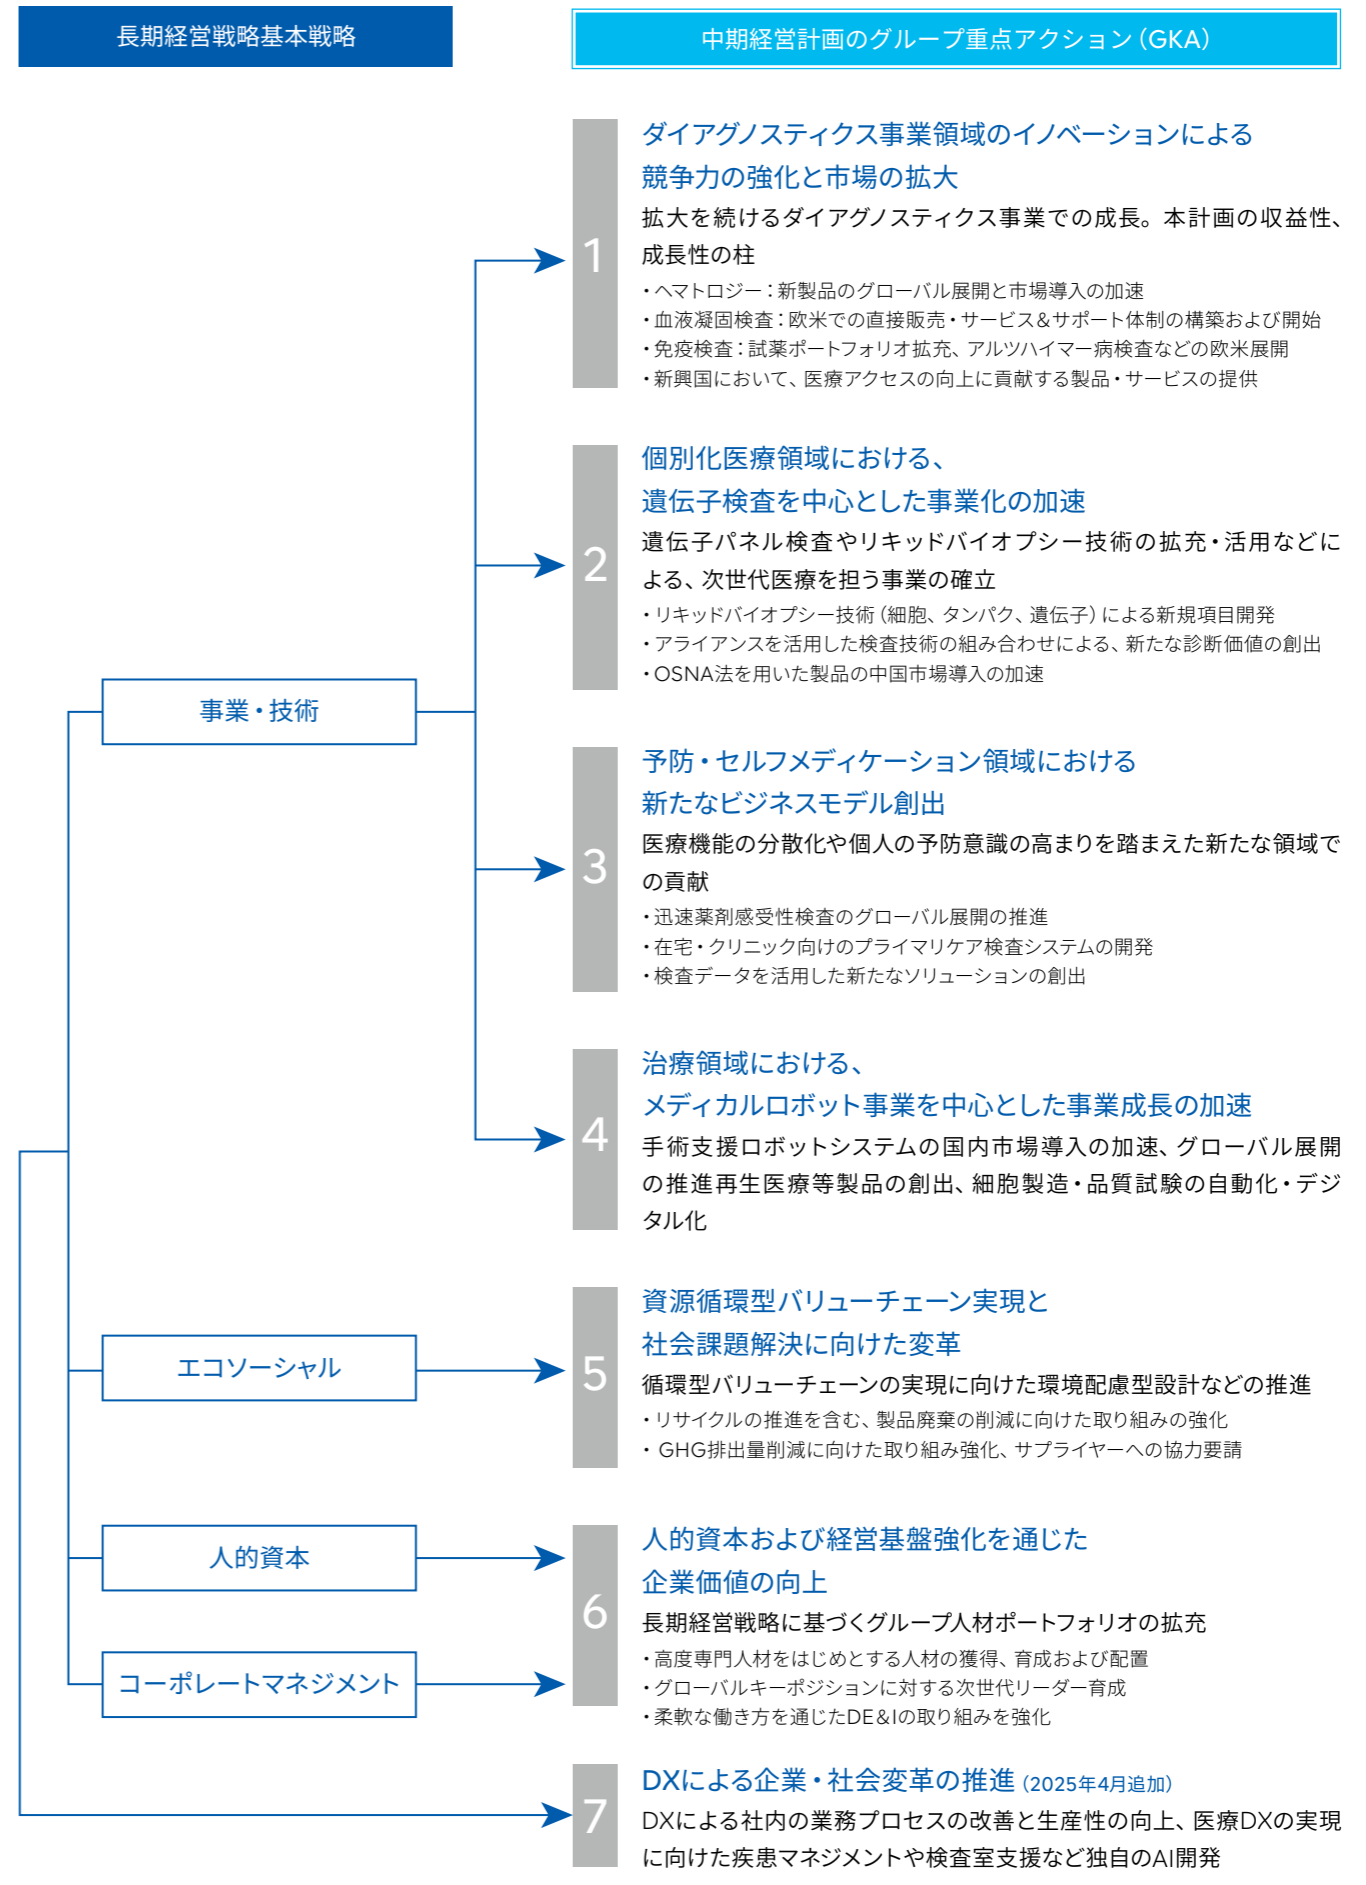 長期経営戦略基本戦略
中期経営計画のグループ重点アクション（GKA）
1
ダイアグノスティクス事業領域のイノベーションによる
競争力の強化と市場の拡大
拡大を続けるダイアグノスティクス事業での成長。本計画の収益性、
成長性の柱
・ヘマトロジー：新製品のグローバル展開と市場導入の加速
・血液凝固検査：欧米での直接販売・サービス&サポート体制の構築および開始
・免疫検査：試薬ポートフォリオ拡充、アルツハイマー病検査などの欧米展開
・新興国において、医療アクセスの向上に貢献する製品・サービスの提供
2
個別化医療領域における、
遺伝子検査を中心とした事業化の加速
遺伝子パネル検査やリキッドバイオプシー技術の拡充・活用などに
よる、次世代医療を担う事業の確立
・リキッドバイオプシー技術（細胞、タンパク、遺伝子）による新規項目開発
・アライアンスを活用した検査技術の組み合わせによる、新たな診断価値の創出
・OSNA法を用いた製品の中国市場導入の加速
事業・技術
3
予防・セルフメディケーション領域における
新たなビジネスモデル創出
医療機能の分散化や個人の予防意識の高まりを踏まえた新たな領域で
の貢献
・迅速薬剤感受性検査のグローバル展開の推進
・在宅・クリニック向けのプライマリケア検査システムの開発
・検査データを活用した新たなソリューションの創出
4
治療領域における、
メディカルロボット事業を中心とした事業成長の加速
手術支援ロボットシステムの国内市場導入の加速、グローバル展開
の推進再生医療等製品の創出、細胞製造・品質試験の自動化・デジ
タル化
エコソーシャル
5
資源循環型バリューチェーン実現と
社会課題解決に向けた変革
循環型バリューチェーンの実現に向けた環境配慮型設計などの推進
・リサイクルの推進を含む、製品廃棄の削減に向けた取り組みの強化
・GHG排出量削減に向けた取り組み強化、サプライヤーへの協力要請
人的資本
コーポレートマネジメント
6
人的資本および経営基盤強化を通じた
企業価値の向上
長期経営戦略に基づくグループ人材ポートフォリオの拡充
・高度専門人材をはじめとする人材の獲得、育成および配置
・グローバルキーポジションに対する次世代リーダー育成
・柔軟な働き方を通じたDE&Iの取り組みを強化
7
DXによる企業・社会変革の推進（2025年4月追加）
DXによる社内の業務プロセスの改善と生産性の向上、医療DXの実現
に向けた疾患マネジメントや検査室支援など独自のAI開発